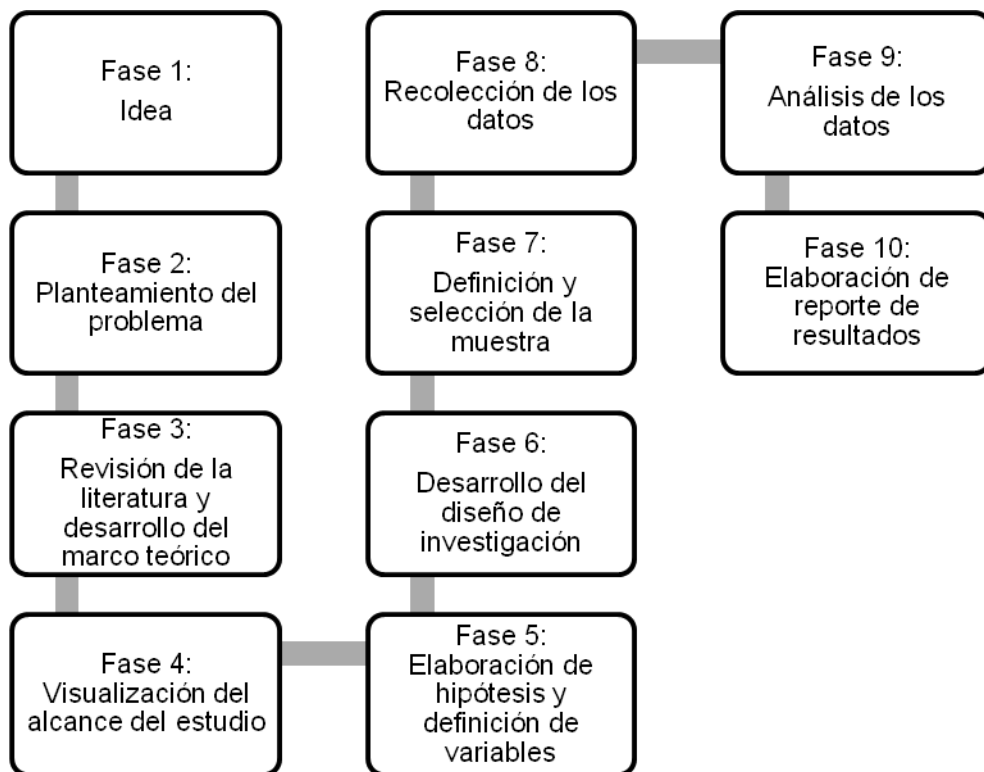 Fase 1:
Idea
Fase 2:
Planteamiento del
problema
Fase 3:
Revisión de la
literatura y
desarrollo del
marco teórico
Fase 4:
Visualización del
alcance del estudio
Fase 5:
Elaboración de
hipótesis y
definición de
variables
Fase 6:
Desarrollo del
diseño de
investigación
Fase 7:
Definición y
selección de la
muestra
Fase 8:
Recolección de los
datos
Fase 9:
Análisis de los
datos
Fase 10:
Elaboración de
reporte de
resultados